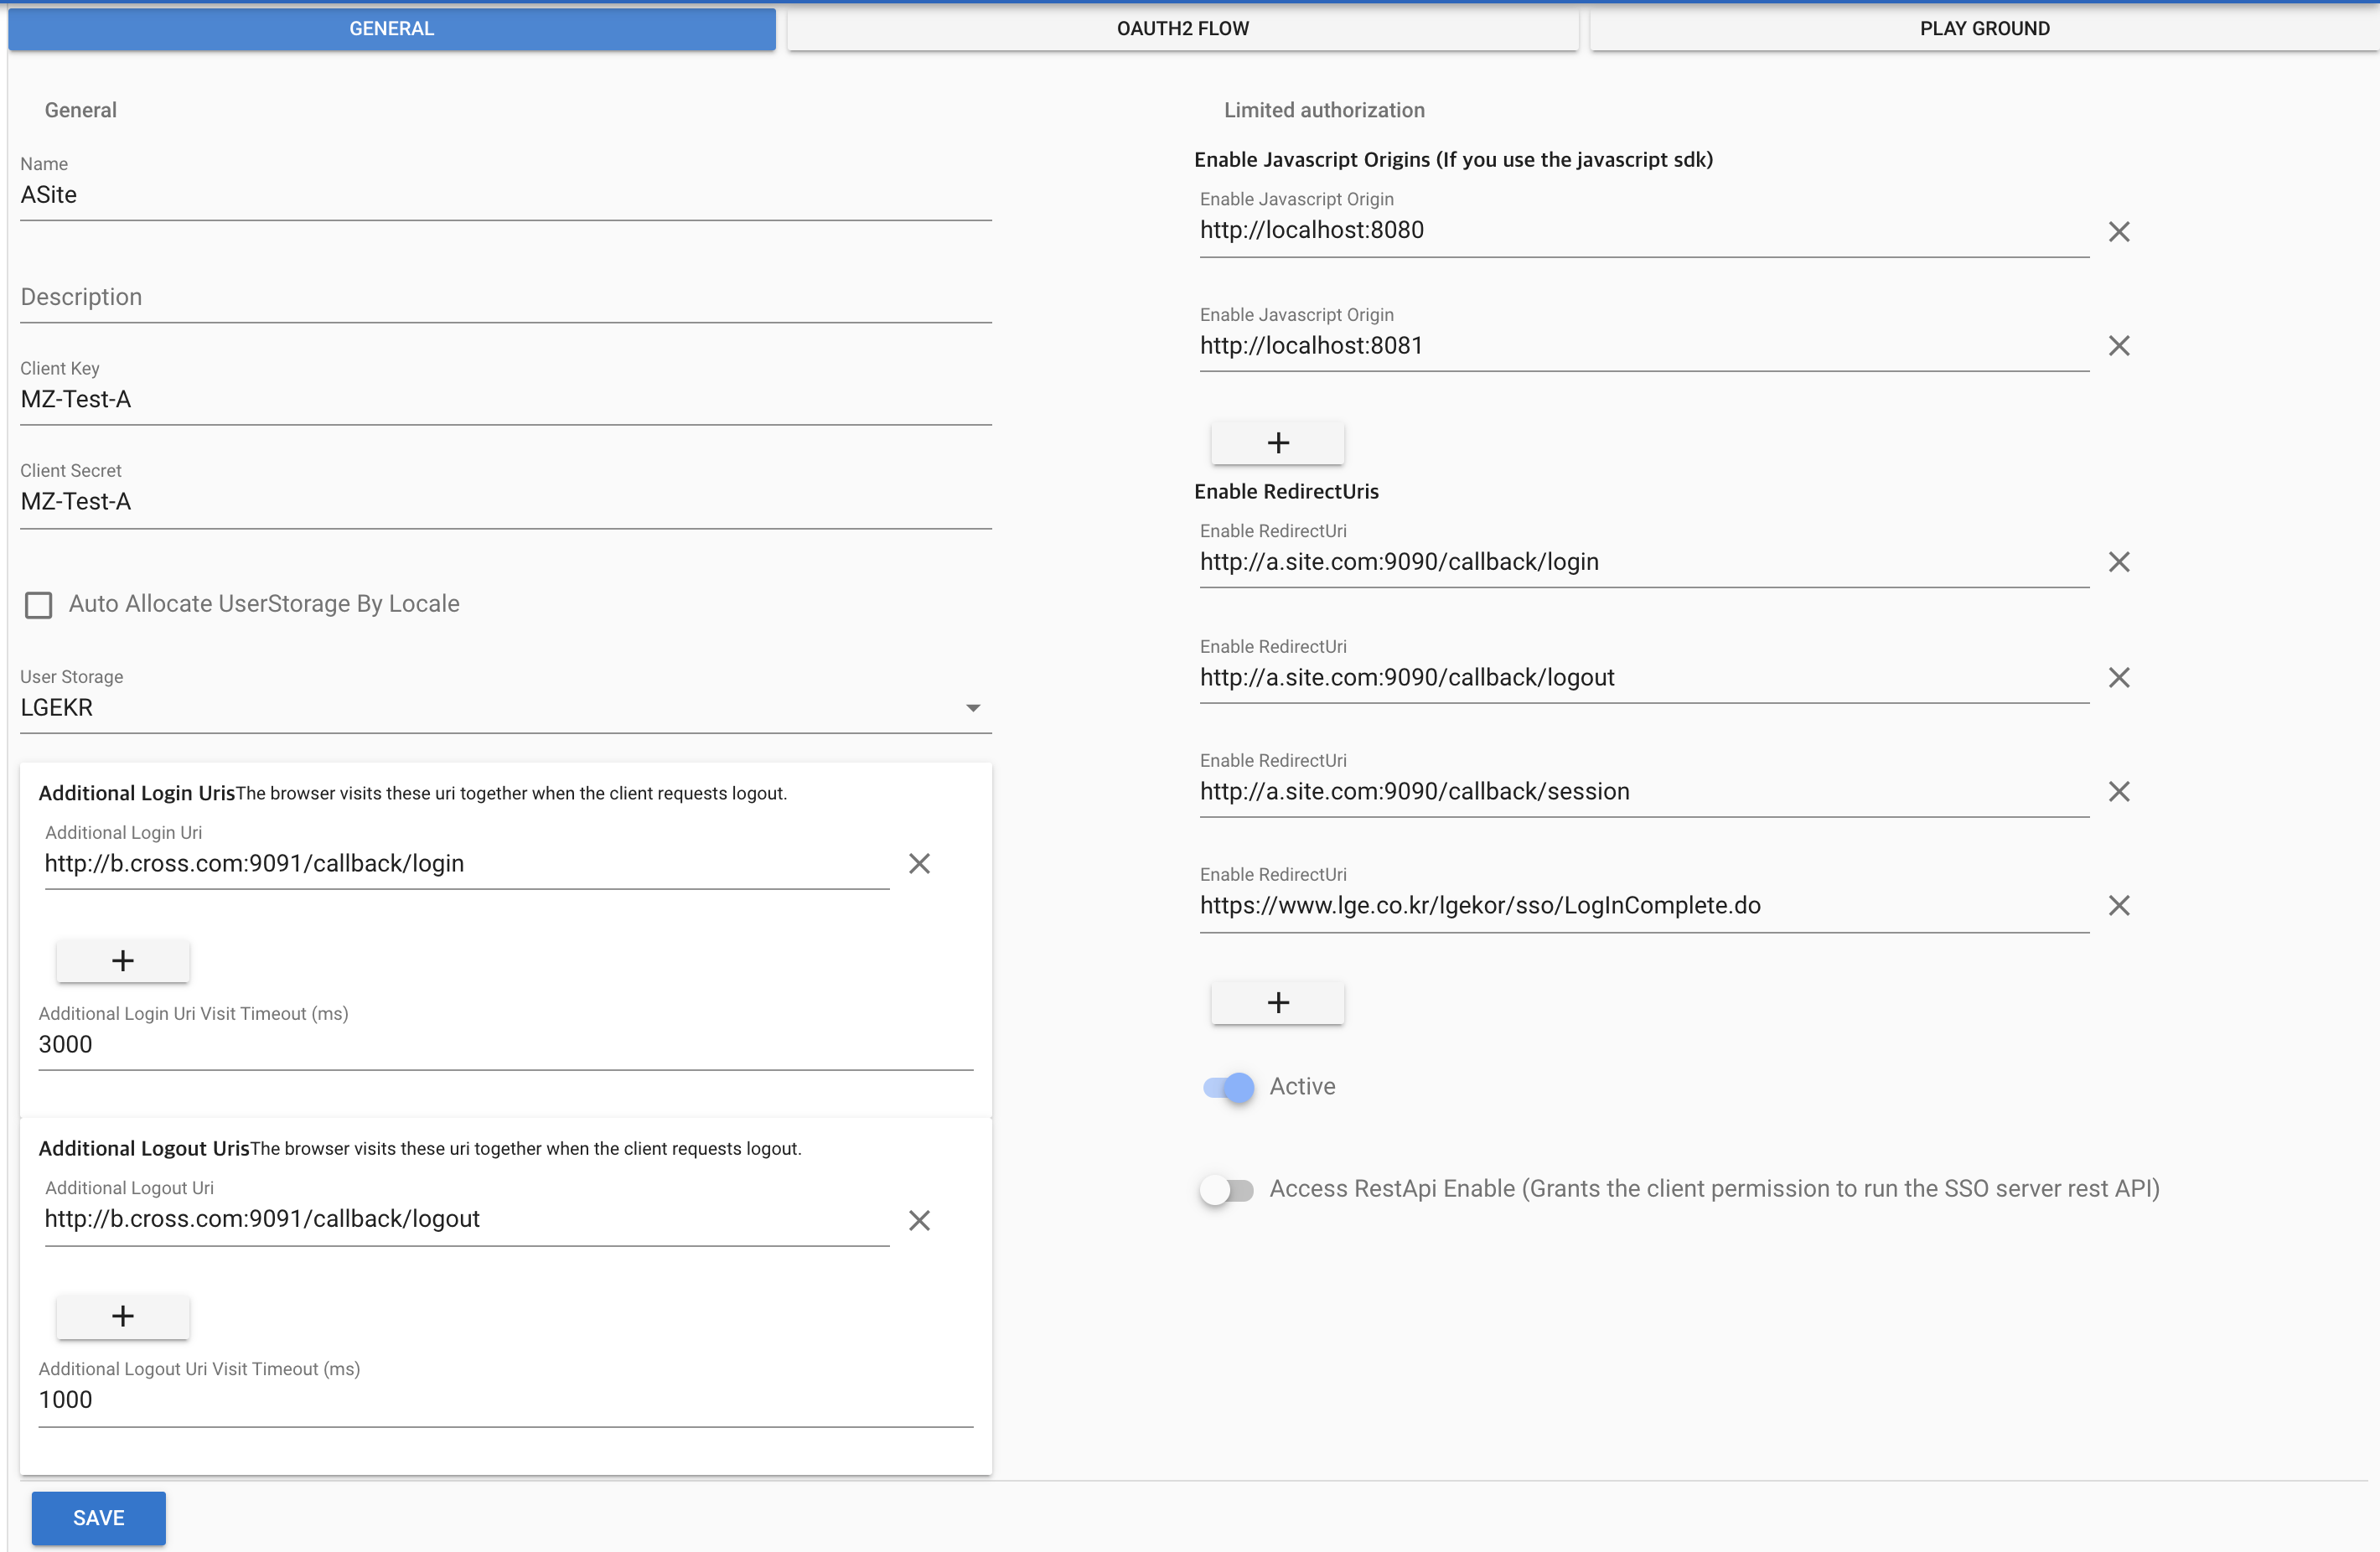 GENERAL
OAUTH2 FLOW
PLAY GROUND
General
Name
ASite
Description
Client Key
MZ-Test-A
Client Secret
MZ-Test-A
Auto Allocate UserStorage By Locale
User Storage
LGEKR
Additional Login UrisThe browser visits these uri together when the client requests logout.
Additional Login Uri
http://b.cross.com:9091/callback/login
+
Additional Login Uri Visit Timeout (ms)
3000
Additional Logout UrisThe browser visits these uri together when the client requests logout.
Additional Logout Uri
http://b.cross.com:9091/callback/logout
+
Additional Logout Uri Visit Timeout (ms)
1000
SAVE
Limited authorization
Enable Javascript Origins (If you use the javascript sdk)
Enable Javascript Origin
http://localhost:8080
Enable Javascript Origin
http://localhost:8081
+
Enable RedirectUris
Enable RedirectUri
http://a.site.com:9090/callback/login
Enable RedirectUri
http://a.site.com:9090/callback/logout
Enable RedirectUri
http://a.site.com:9090/callback/session
Enable RedirectUri
https://www.lge.co.kr/lgekor/sso/LogInComplete.do
+
Active
Access RestApi Enable (Grants the client permission to run the SSO server rest API)